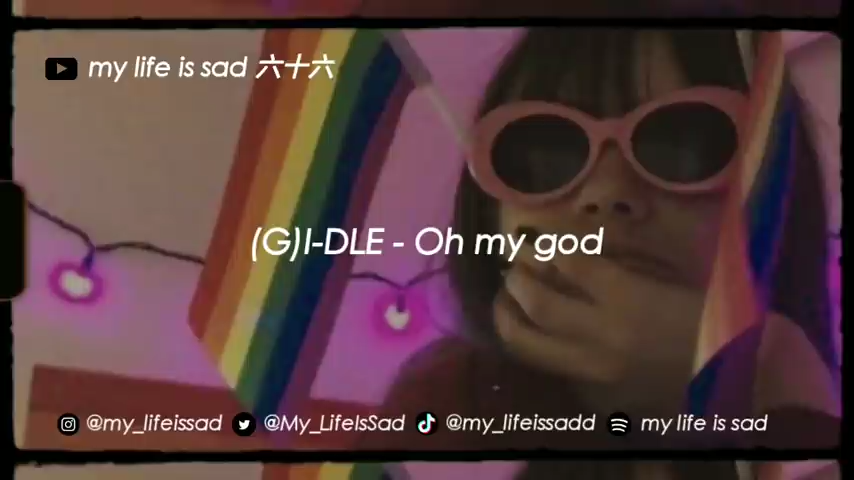 my life is sad 六十六
(G)I-DLE - Oh my god
@my_lifeissad @My_LifeIsSad @my_lifeissadd my life is sad